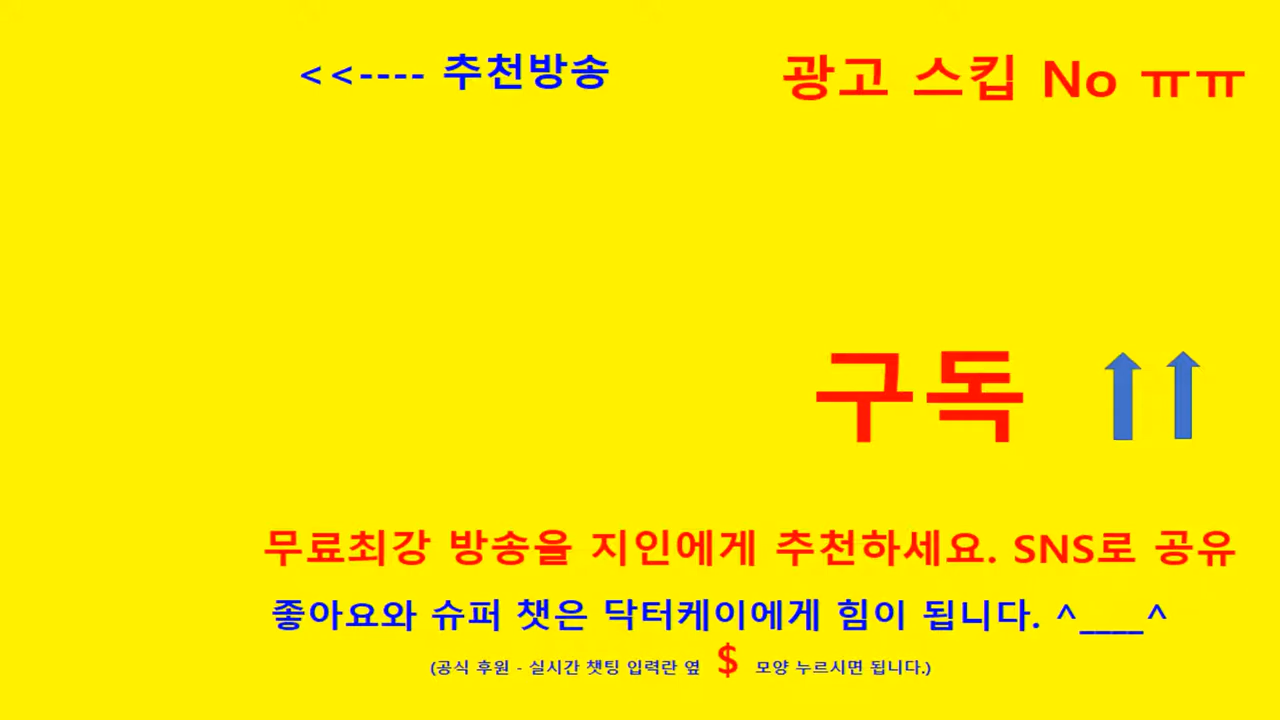 <<---- 추천방송
광고 스킵 No ㅠㅠ
구독
무료최강 방송을 지인에게 추천하세요. SNS로 공유
좋아요와 슈퍼 챗은 닥터케이에게 힘이 됩니다. ^____^
(공식 후원 - 실시간 챗팅 입력란 옆 $ 모양 누르시면 됩니다.)